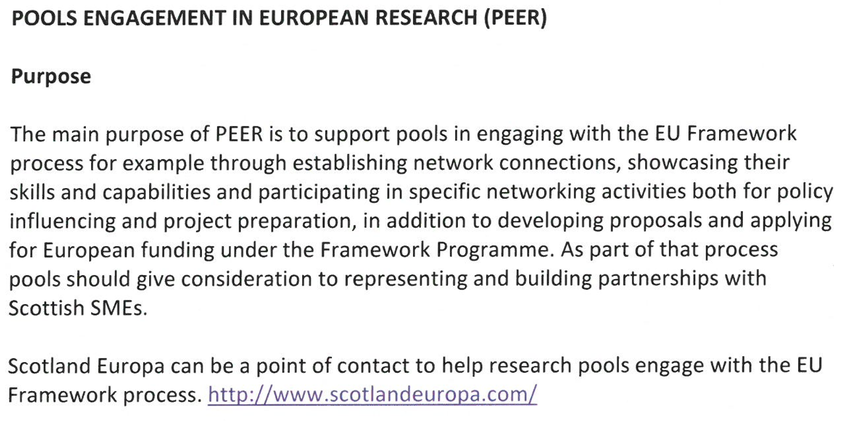 POOLS ENGAGEMENT IN EUROPEAN RESEARCH (PEER)
Purpose
The main purpose of PEER is to support pools in engaging with the EU Framework
process for example through establishing network connections, showcasing their
skills and capabilities and participating in specific networking activities both for policy
influencing and project preparation, in addition to developing proposals and applying
for European funding under the Framework Programme. As part of that process
pools should give consideration to representing and building partnerships with
Scottish SMEs.
Scotland Europa can be a point of contact to help research pools engage with the EU
Framework process. http://www.scotlandeuropa.com/